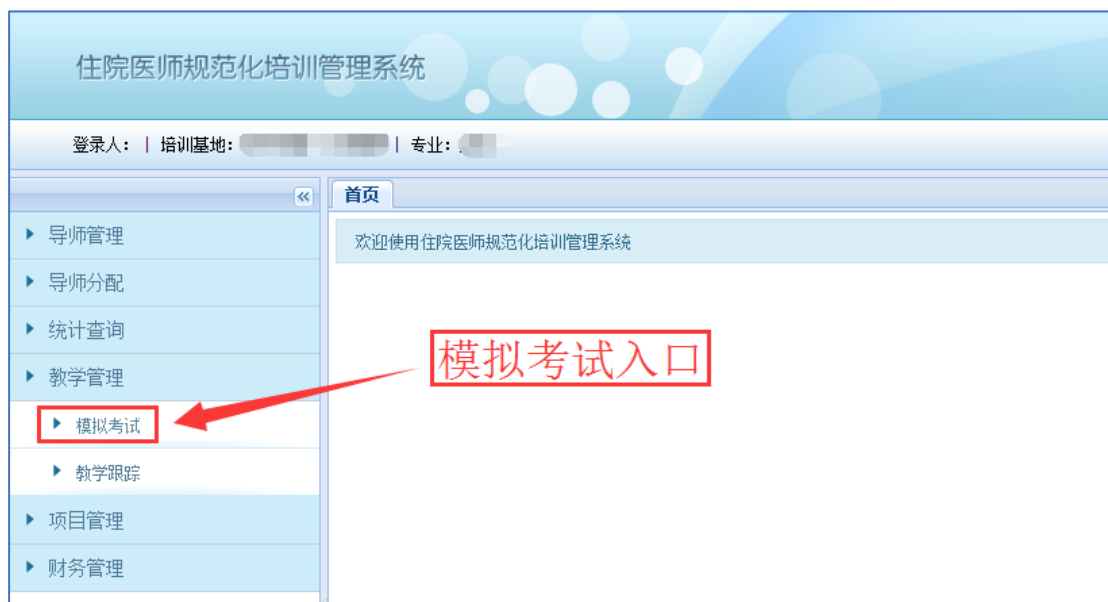 住院医师规范化培训管理系统
登录人： | 培训基地： | 专业：
首页
导师管理
欢迎使用住院医师规范化培训管理系统
导师分配
统计查询
模拟考试入口
教学管理
模拟考试
教学跟踪
项目管理
财务管理